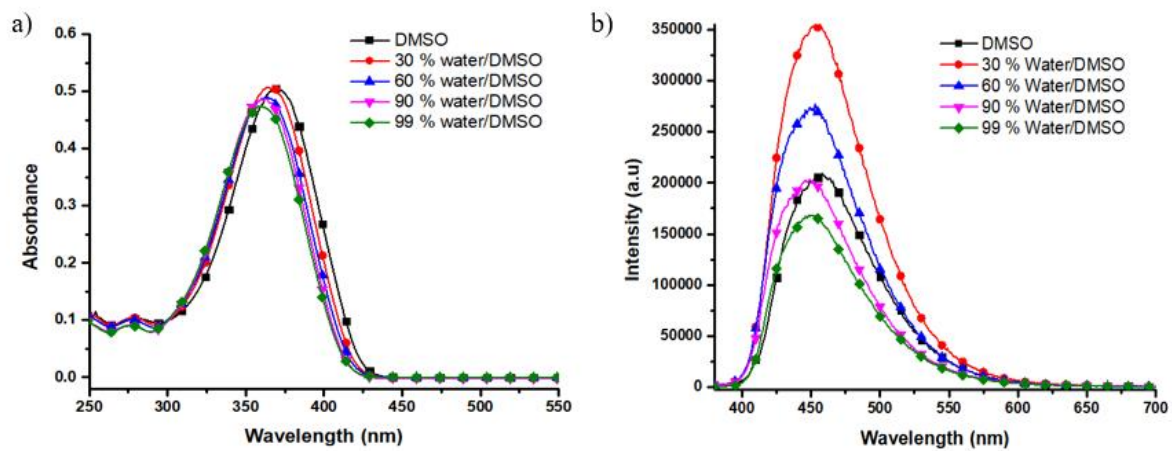 a)
0.6
0.5
0.4
0.3
0.2
0.1
0.0
Absorbance
250 300 350 400 450 500 550
Wavelength (nm)
DMSO
30 % water/DMSO
60 % water/DMSO
90 % water/DMSO
99 % water/DMSO
b)
350000
300000
250000
200000
150000
100000
50000
0
Intensity (a.u)
400 450 500 550 600 650 700
Wavelength (nm)
DMSO
30 % Water/DMSO
60 % Water/DMSO
90 % Water/DMSO
99 % Water/DMSO